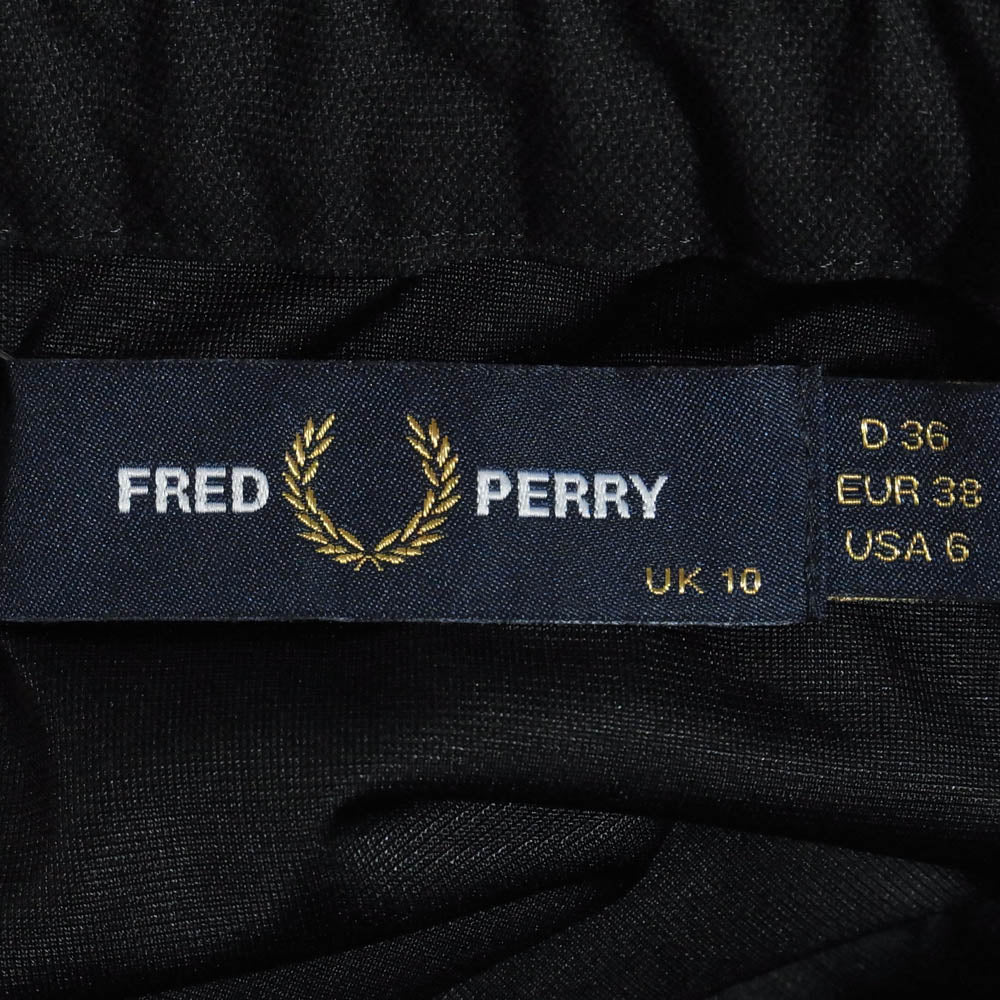 FRED PERRY
UK 10
D 36
EUR 38
USA 6